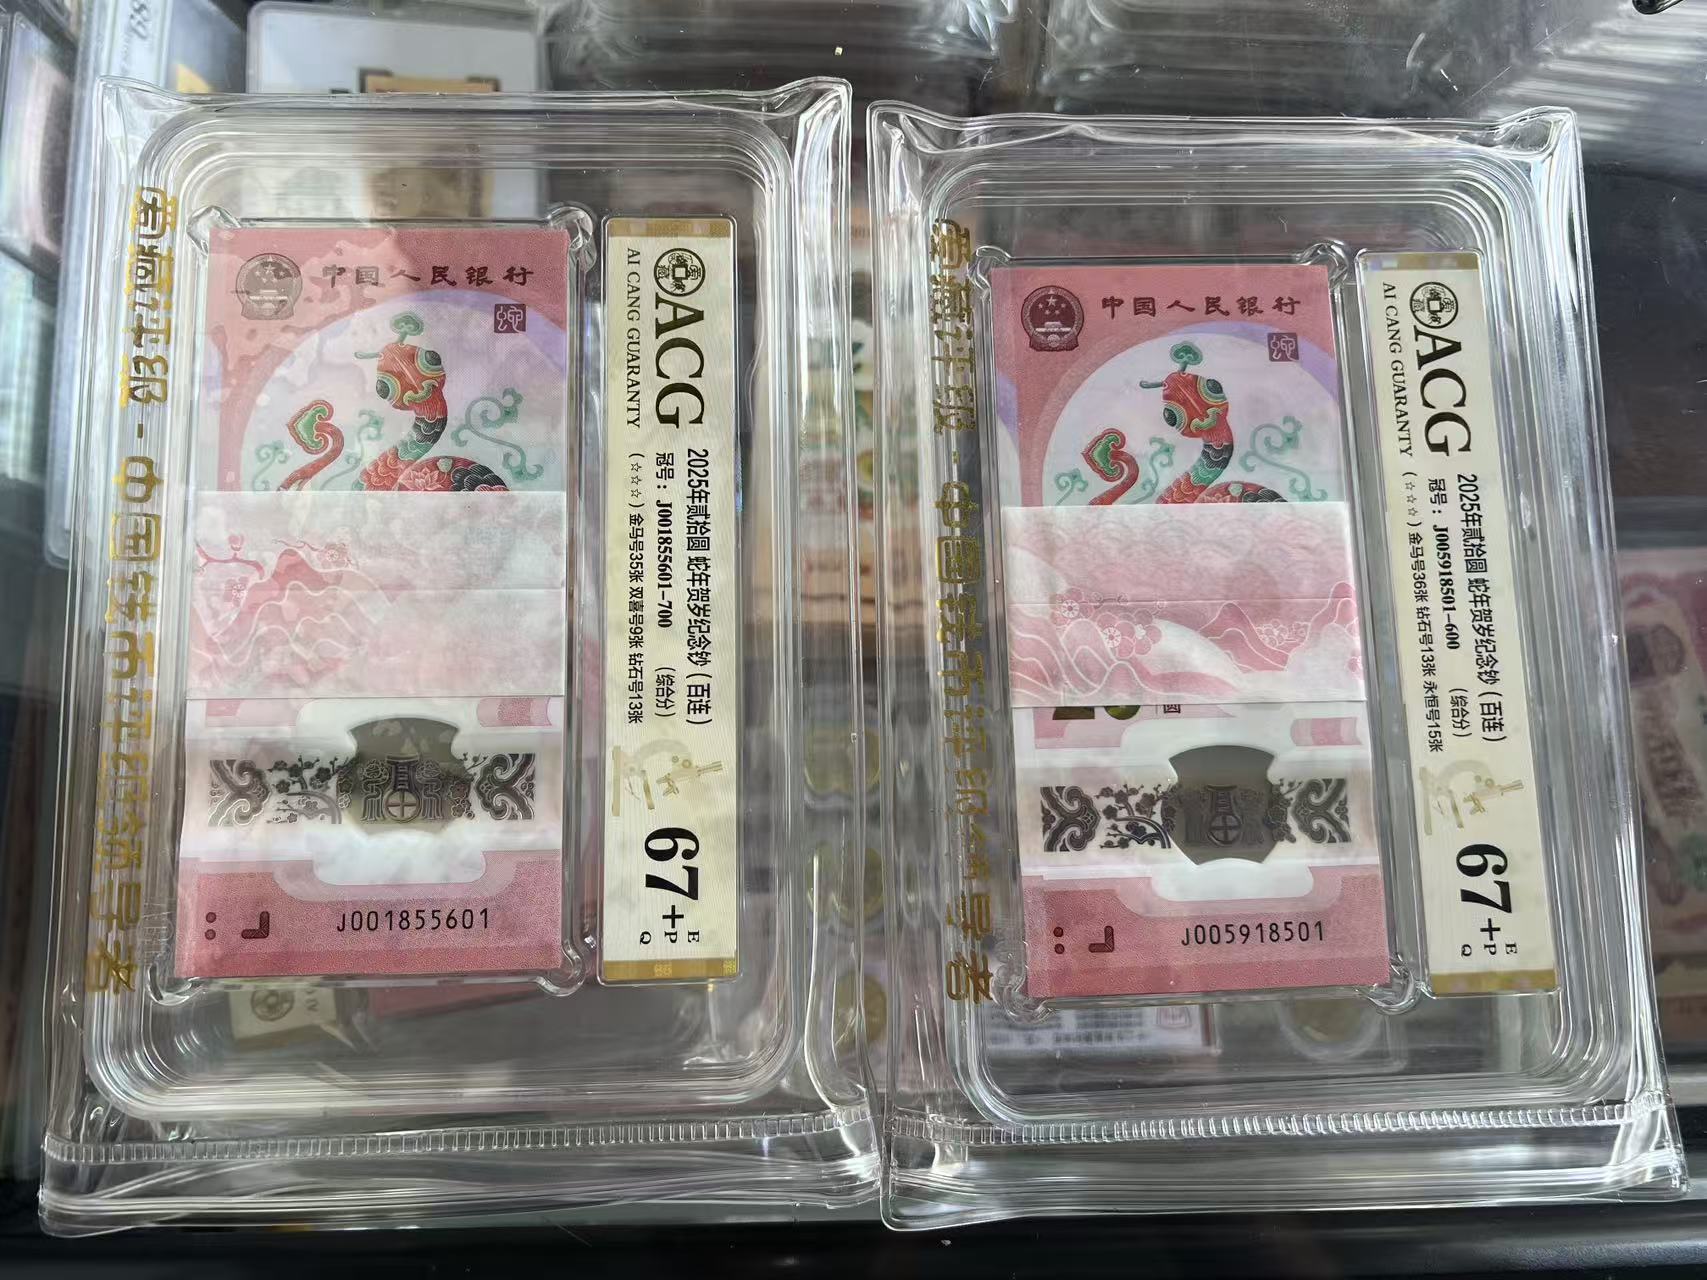 爱藏评级 - 中国钱币评级领导者
中国人民银行
J001855601
ACG
AI CANG GUARANTY
2025年贰拾圆 蛇年贺岁纪念钞（百连）
冠号：J001855601-700 （综合分）
（☆☆☆）金马号35张 双喜号9张 钻石号13张
67+
E
P
Q
爱藏评级 - 中国钱币评级领导者
中国人民银行
圆
J005918501
ACG
AI CANG GUARANTY
2025年贰拾圆 蛇年贺岁纪念钞（百连）
冠号：J005918501-600 （综合分）
（☆☆☆）金马号36张 钻石号13张 永恒号15张
67+
E
P
Q